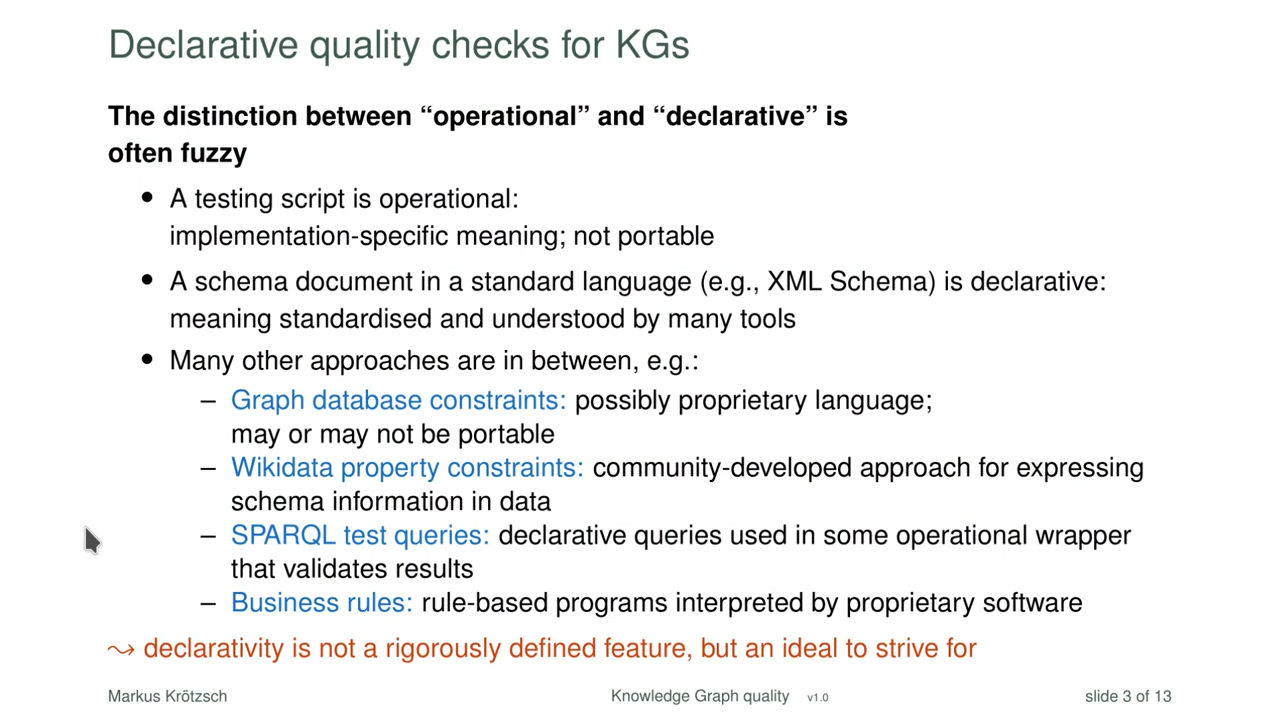 Declarative quality checks for KGs
The distinction between “operational” and “declarative” is
often fuzzy
• A testing script is operational:
implementation-specific meaning; not portable
• A schema document in a standard language (e.g., XML Schema) is declarative:
meaning standardised and understood by many tools
• Many other approaches are in between, e.g.:
– Graph database constraints: possibly proprietary language;
may or may not be portable
– Wikidata property constraints: community-developed approach for expressing
schema information in data
– SPARQL test queries: declarative queries used in some operational wrapper
that validates results
– Business rules: rule-based programs interpreted by proprietary software
⤳ declarativity is not a rigorously defined feature, but an ideal to strive for
Markus Krötzsch Knowledge Graph quality v1.0 slide 3 of 13